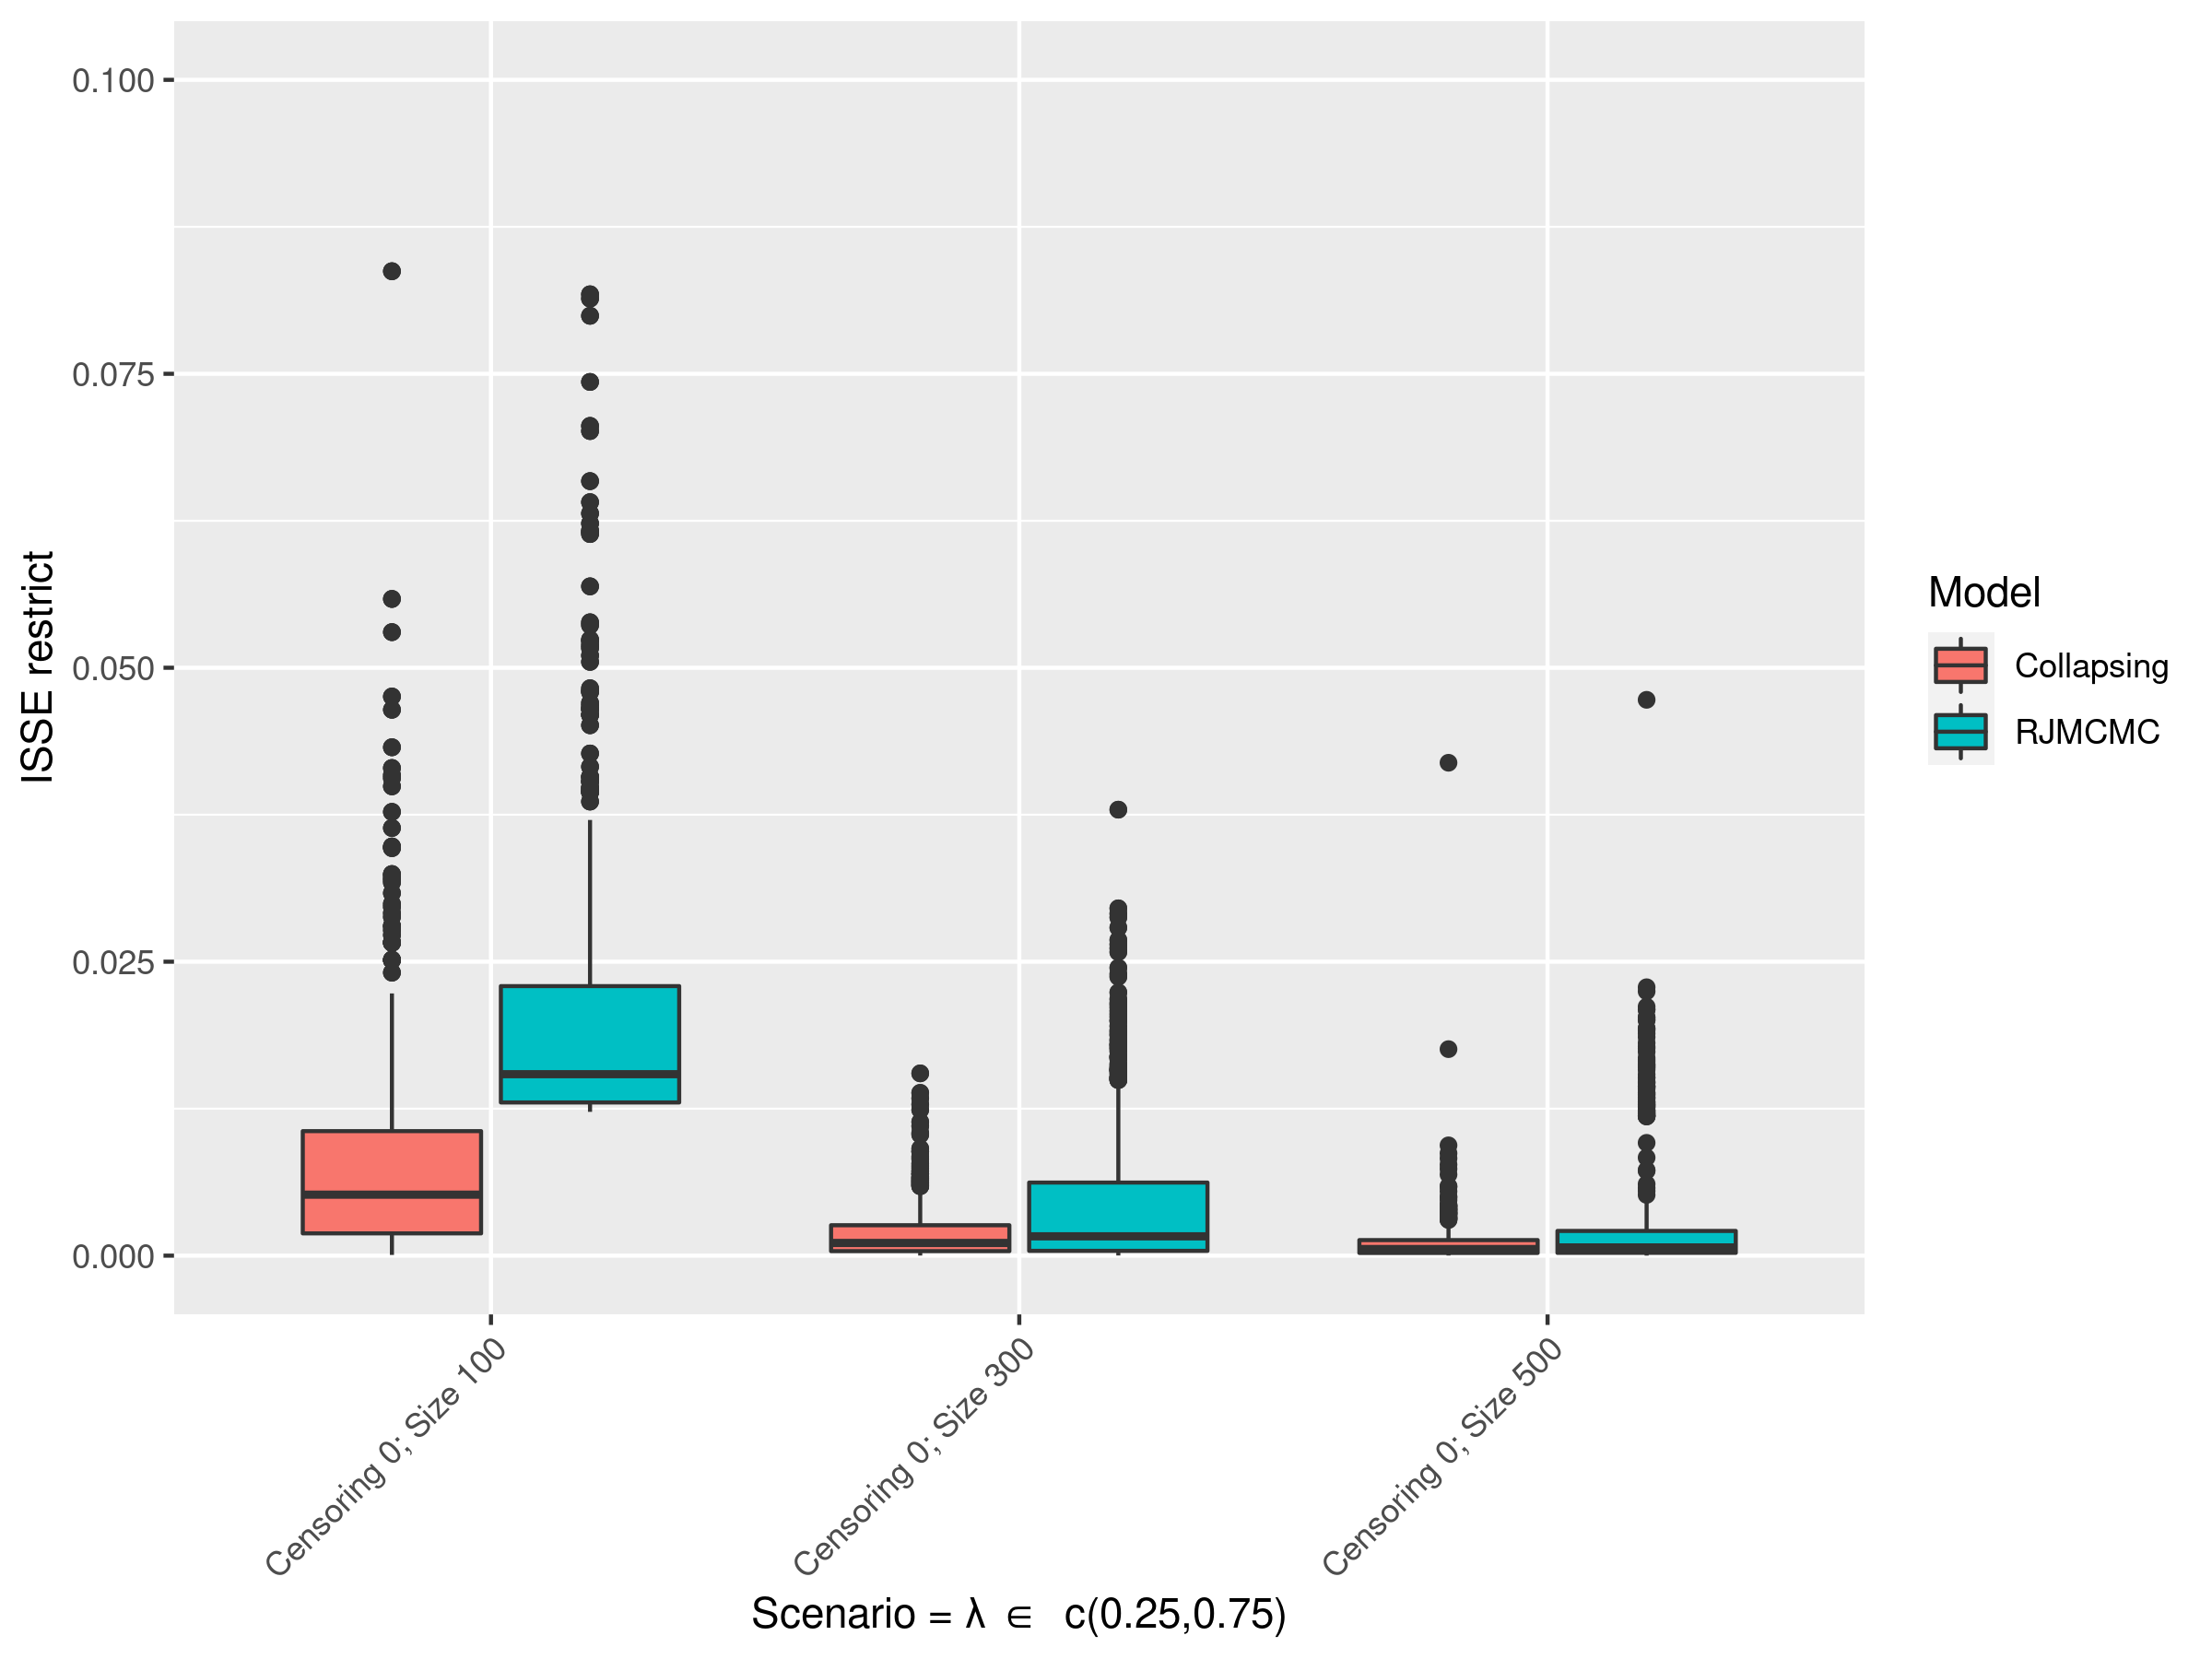 ISSE restrict
0.100
0.075
0.050
0.025
0.000
Censoring 0; Size 100
Censoring 0; Size 300
Censoring 0; Size 500
Scenario = λ ∈ c(0.25,0.75)
Model
Collapsing
RJMCMC